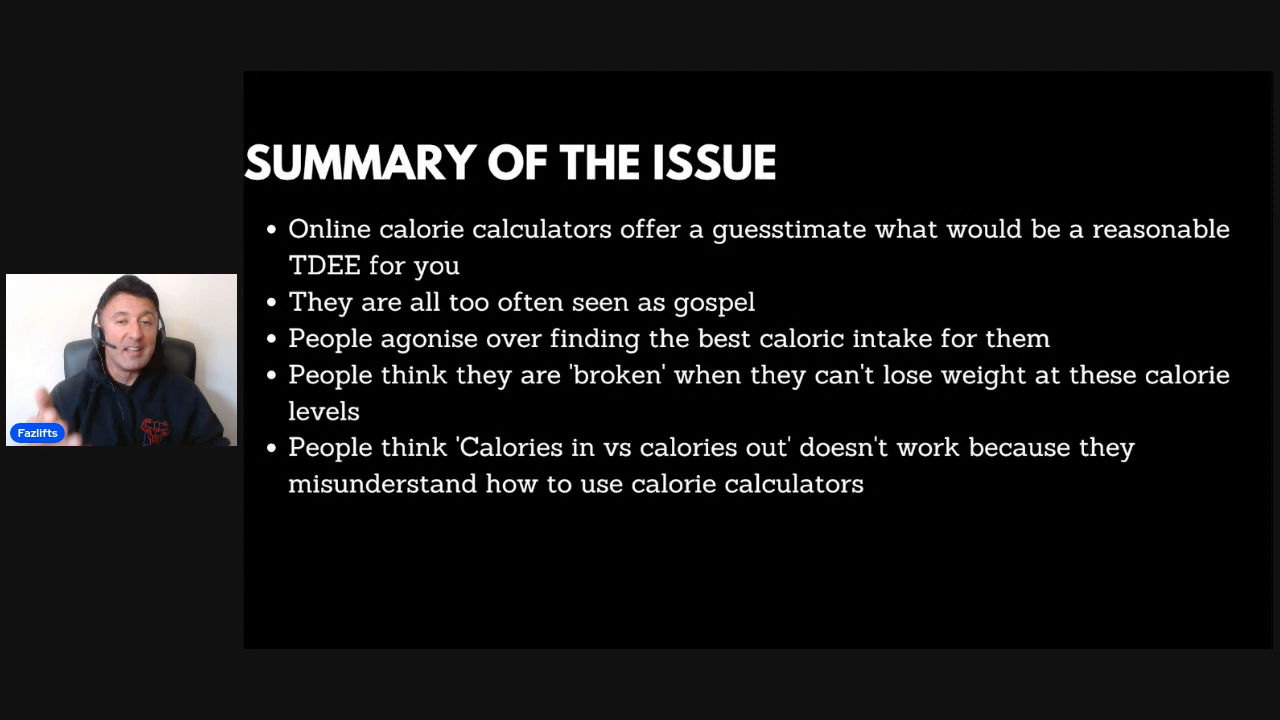 SUMMARY OF THE ISSUE
• Online calorie calculators offer a guesstimate what would be a reasonable
TDEE for you
• They are all too often seen as gospel
• People agonise over finding the best caloric intake for them
• People think they are 'broken' when they can't lose weight at these calorie
levels
• People think 'Calories in vs calories out' doesn't work because they
misunderstand how to use calorie calculators
Fazlifts